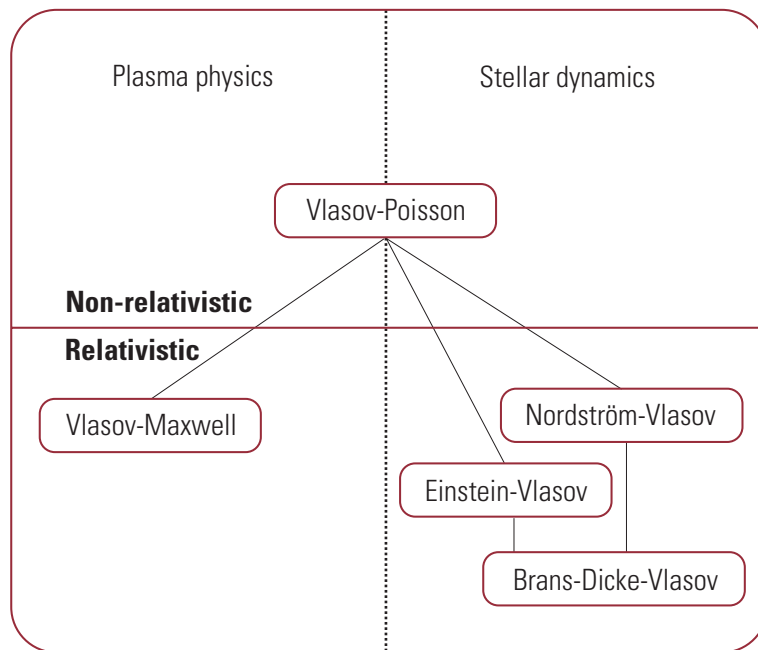 Plasma physics
Stellar dynamics
Vlasov-Poisson
Non-relativistic
Relativistic
Vlasov-Maxwell
Nordström-Vlasov
Einstein-Vlasov
Brans-Dicke-Vlasov